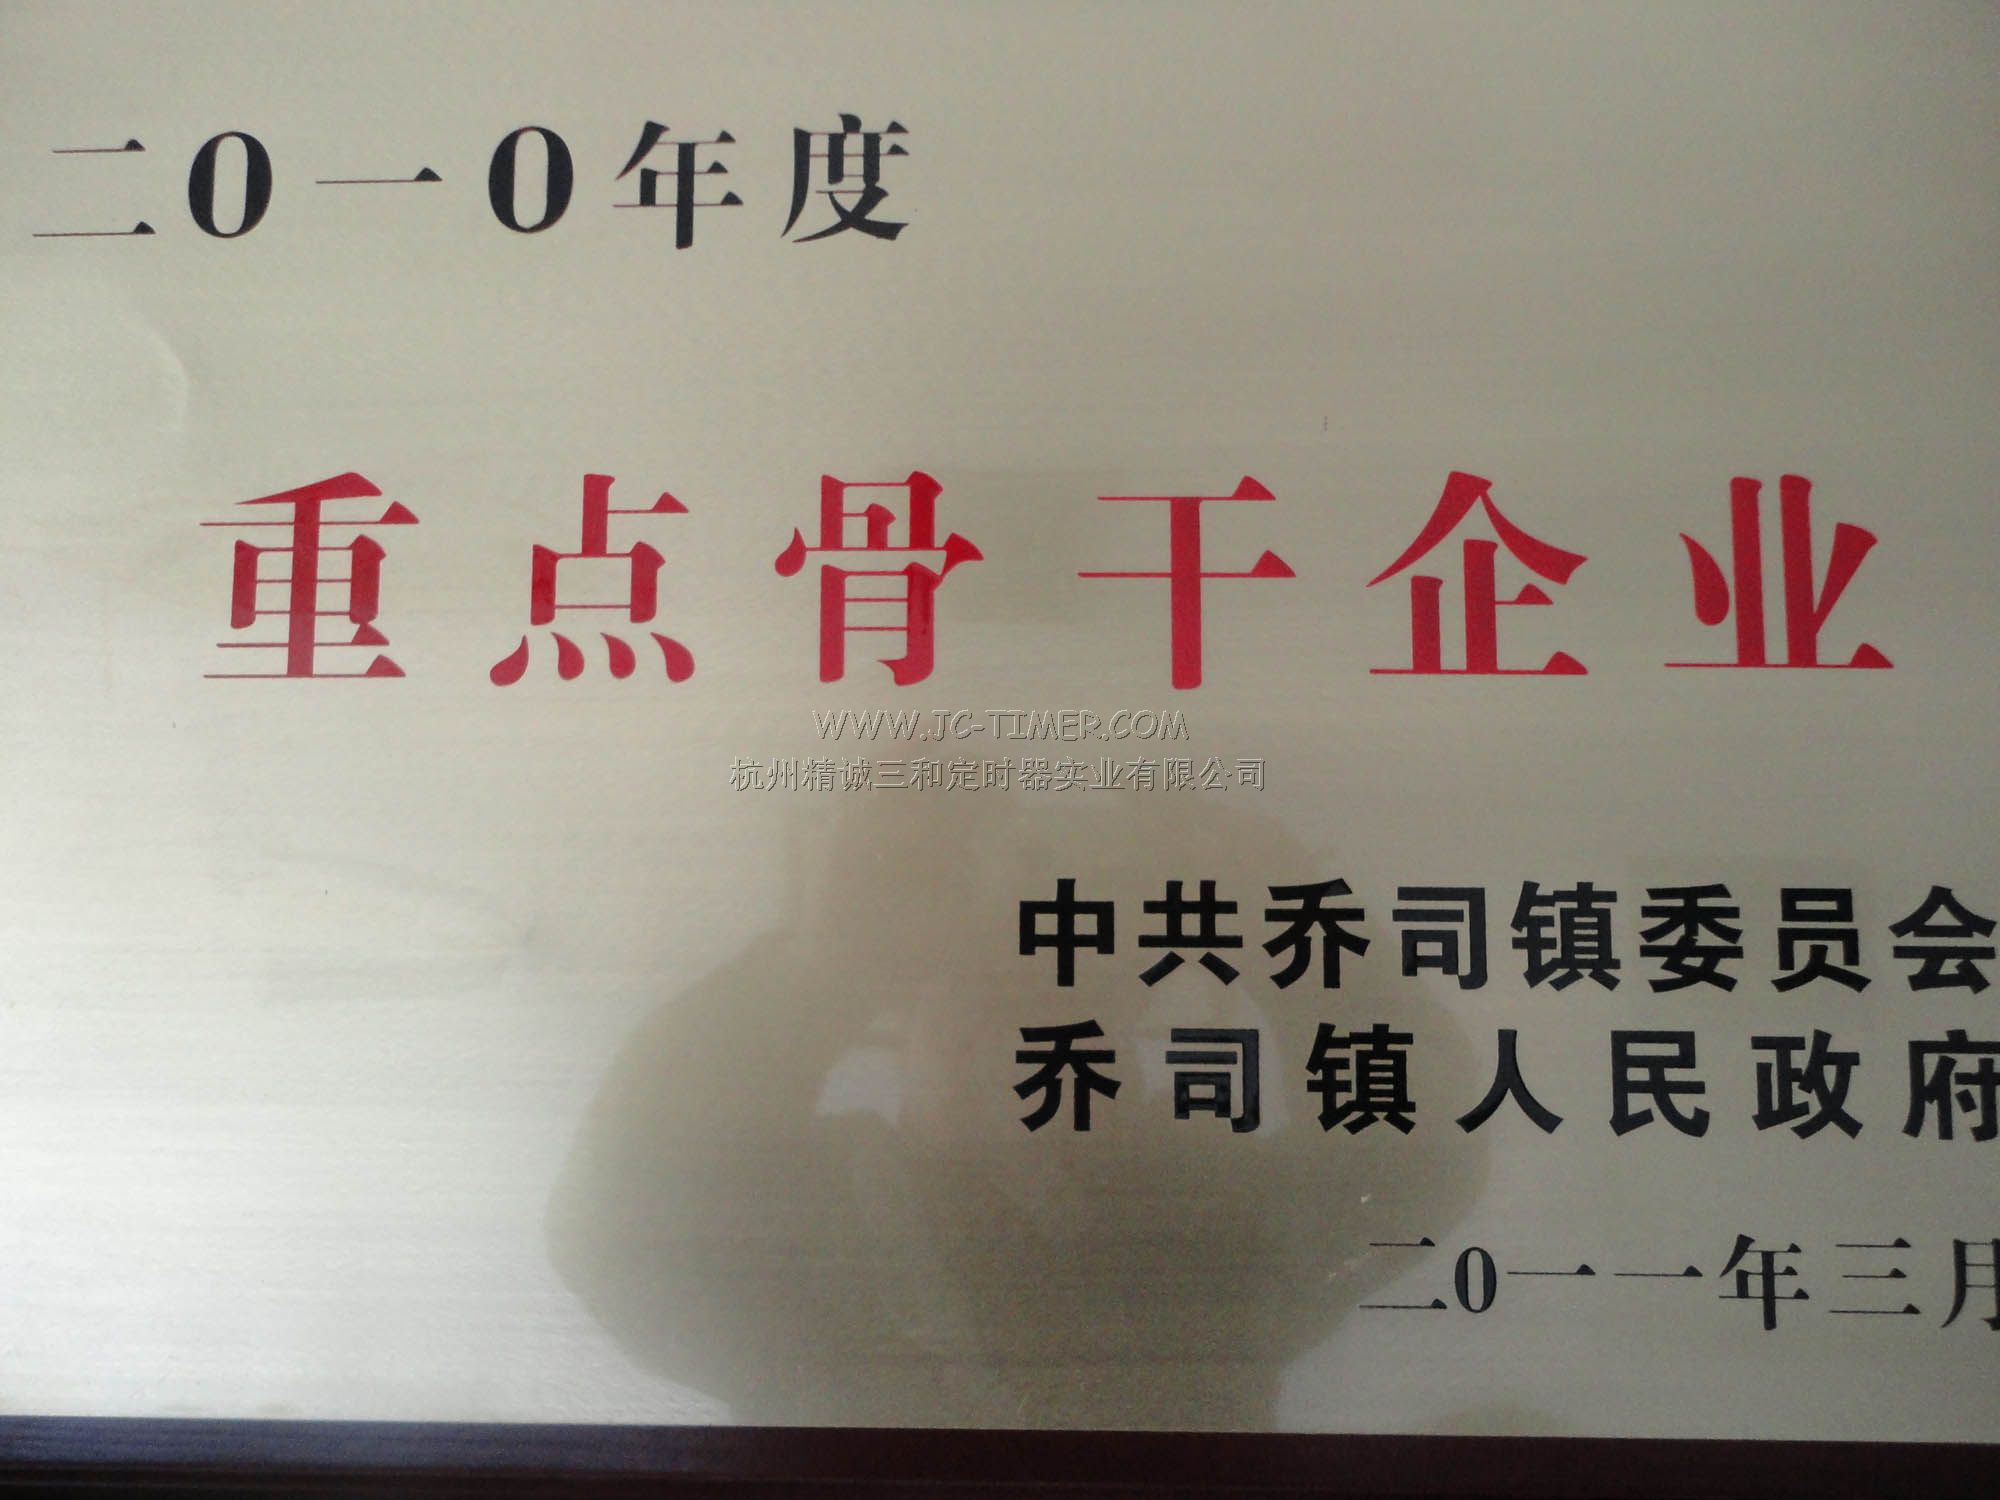 二0一0年度
重点骨干企业
WWW.JC-TIMER.COM
杭州精诚三和定时器实业有限公司
中共乔司镇委员会
乔司镇人民政府
二0一一年三月